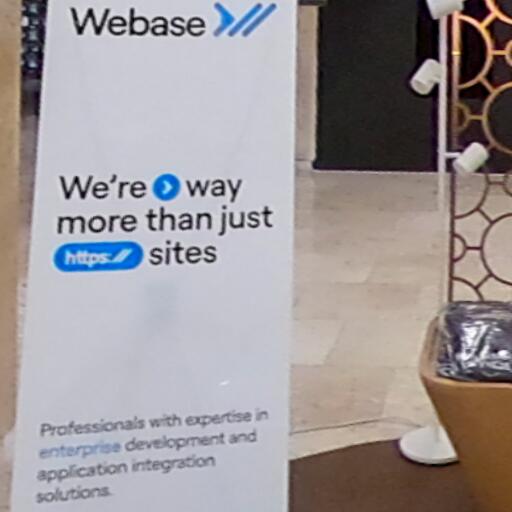 Webase
We're way
more than just
https:// sites
Professionals with expertise in
enterprise development and
application integration
solutions.